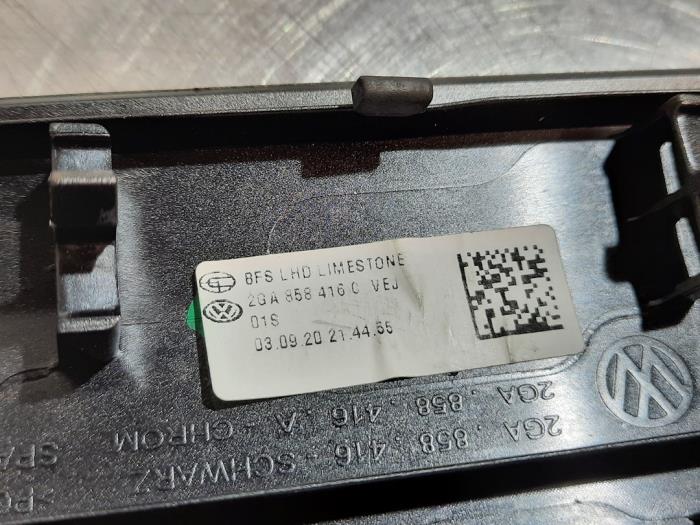 BFS LHD LIMESTONE
2GA 858 416 C VEJ
01S
03.09.20 21.44.55
2GA . 858 . 416 . - SCHWARZ
2GA . 858 . 416 . A - CHROM